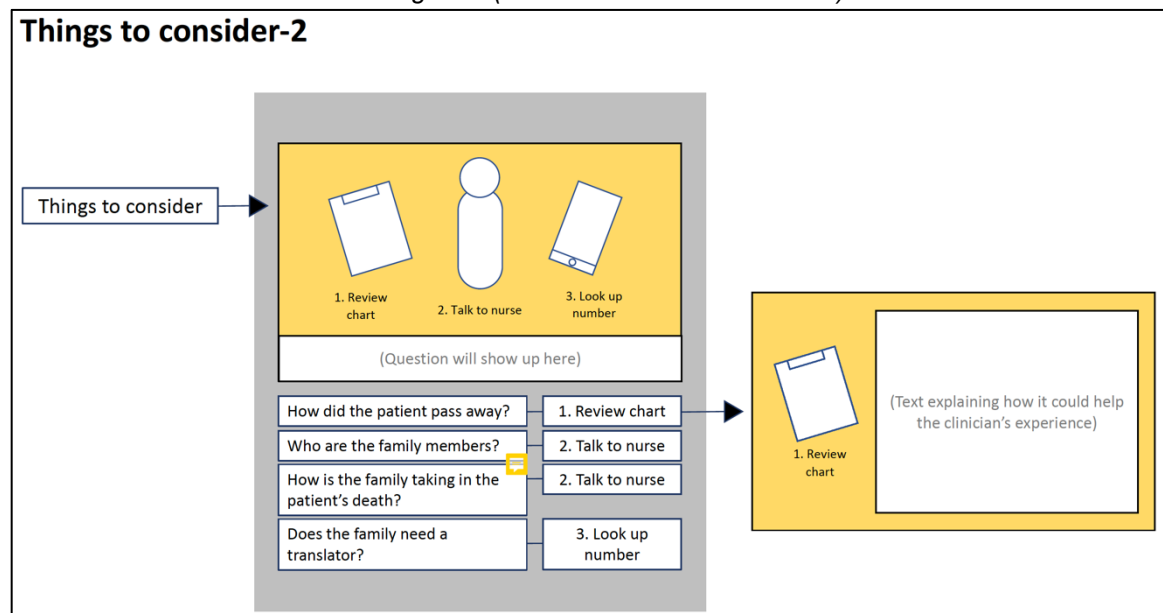 Things to consider-2
Things to consider
1. Review
chart
2. Talk to nurse
3. Look up
number
(Question will show up here)
How did the patient pass away?
1. Review chart
Who are the family members?
2. Talk to nurse
How is the family taking in the
patient's death?
2. Talk to nurse
Does the family need a
translator?
3. Look up
number
1. Review
chart
(Text explaining how it could help
the clinician's experience)